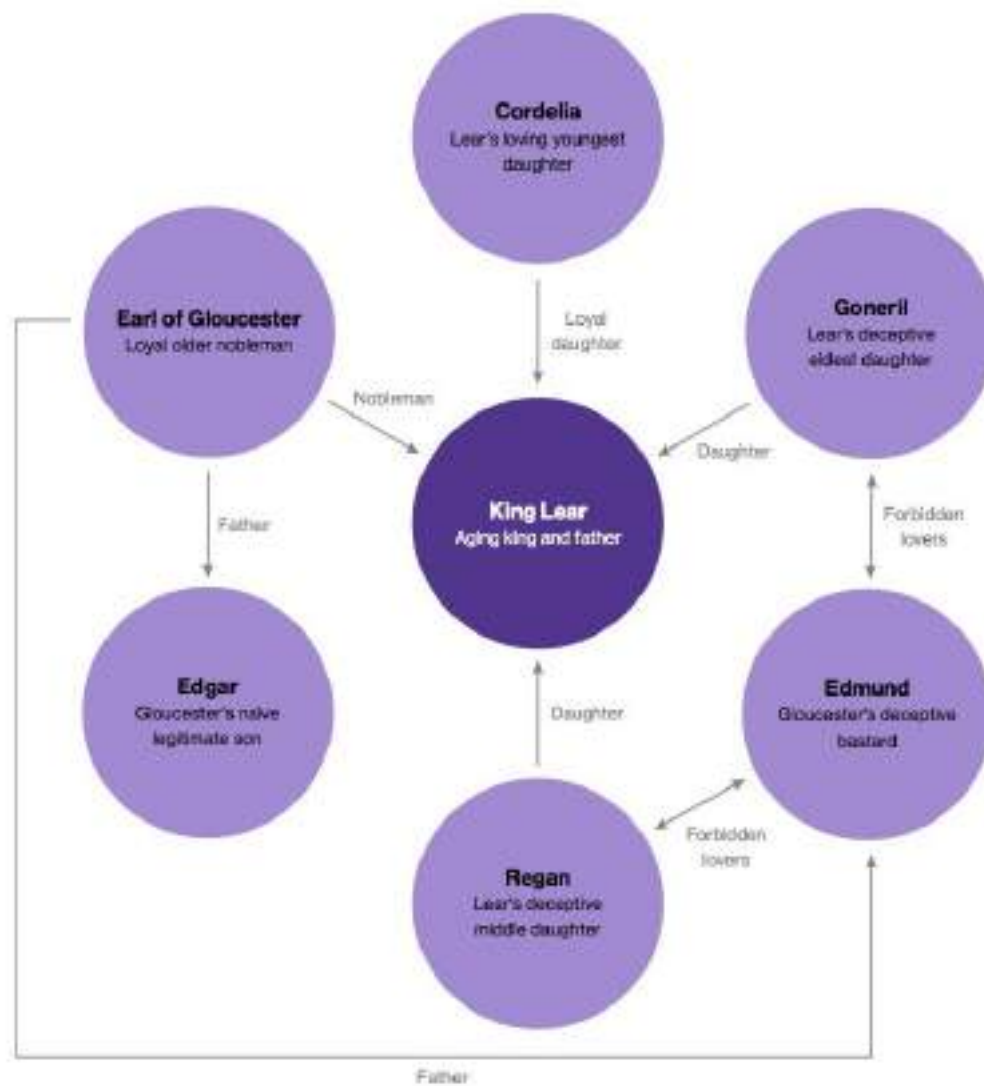 Cordelia
Lear's loving youngest
daughter
Earl of Gloucester
Loyal older nobleman
Goneril
Lear's deceptive
eldest daughter
Loyal
daughter
Nobleman
Daughter
King Lear
Aging king and father
Father
Forbidden
lovers
Edgar
Gloucester's naive
legitimate son
Daughter
Edmund
Gloucester's deceptive
bastard
Forbidden
lovers
Regan
Lear's deceptive
middle daughter
Father